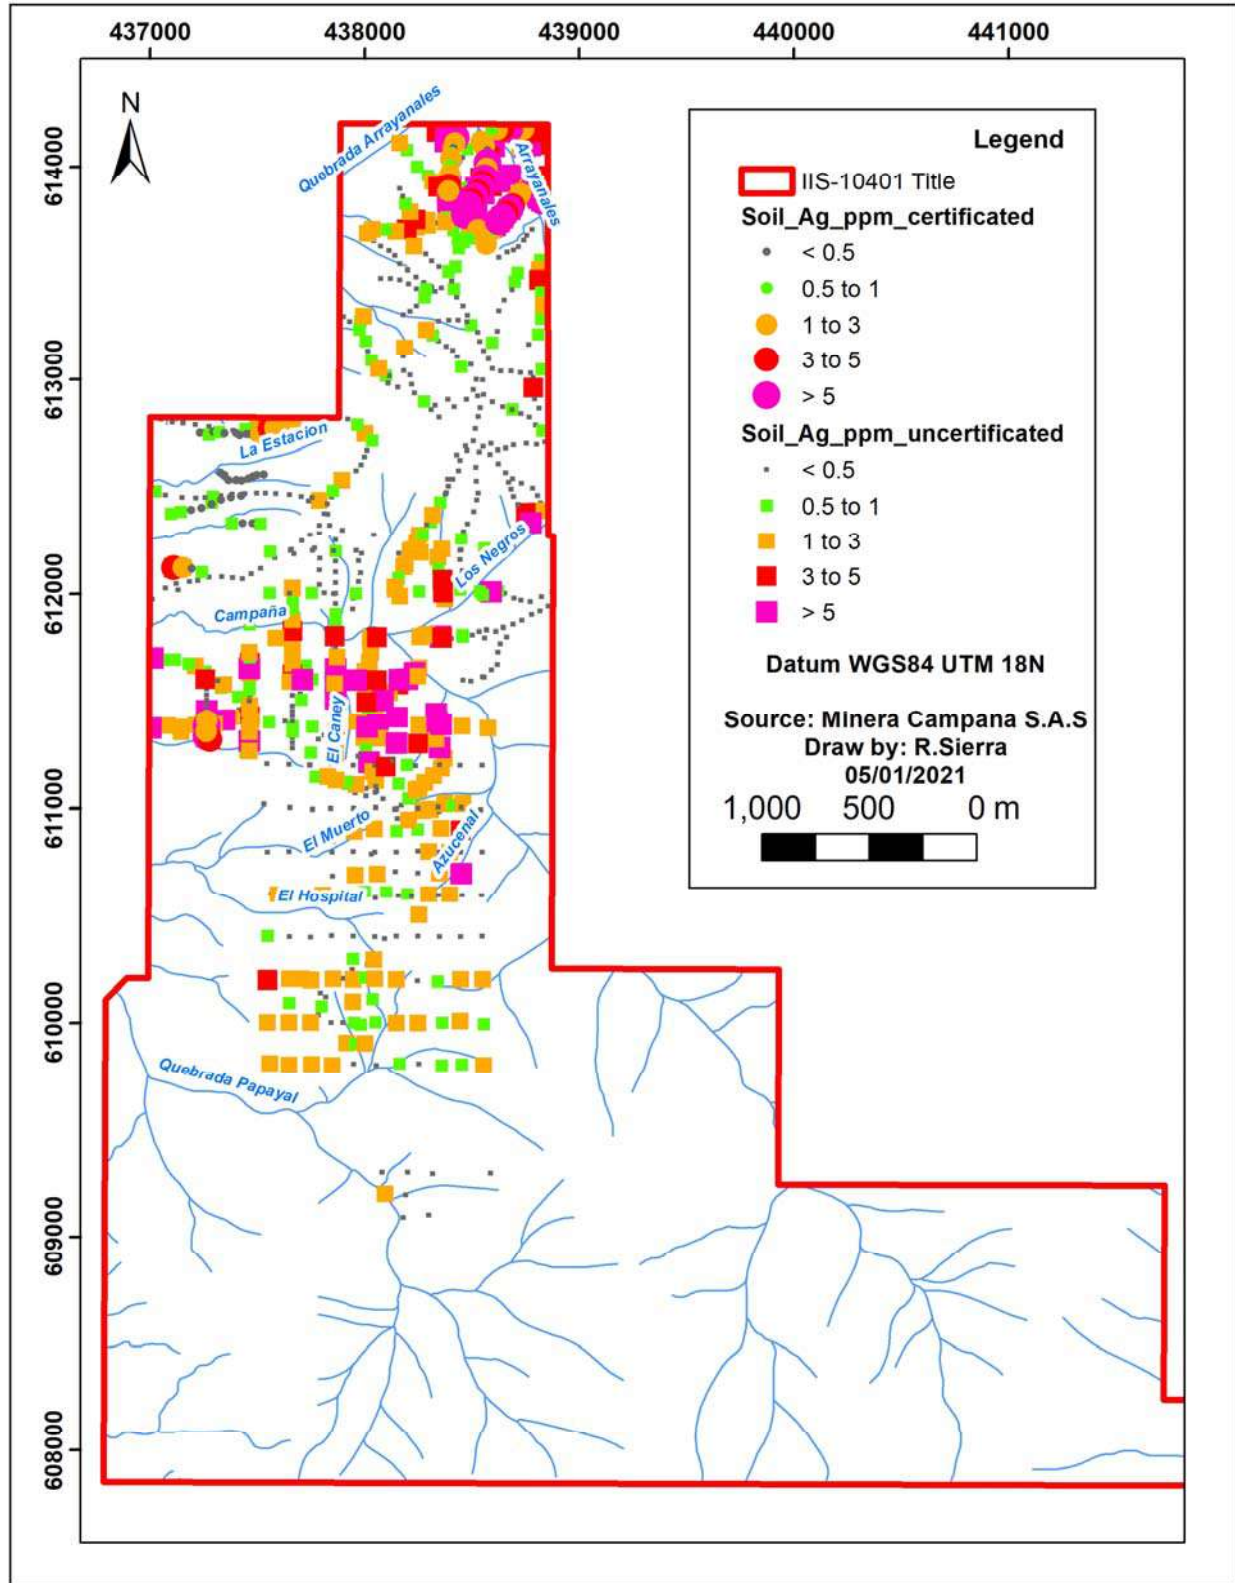 437000 438000 439000 440000 441000
N
614000
613000
612000
611000
610000
609000
608000
Quebrada Arrayanales
Arrayanales
La Estacion
Los Negros
Campaña
El Caney
El Muerto
Azucenal
El Hospital
Quebrada Papayal
Legend
IIS-10401 Title
Soil_Ag_ppm_certificated
< 0.5
0.5 to 1
1 to 3
3 to 5
> 5
Soil_Ag_ppm_uncertificated
< 0.5
0.5 to 1
1 to 3
3 to 5
> 5
Datum WGS84 UTM 18N
Source: Minera Campana S.A.S
Draw by: R.Sierra
05/01/2021
1,000 500 0 m